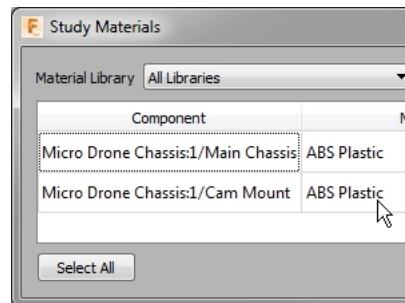 Study Materials
Material Library All Libraries
Component
Micro Drone Chassis:1/Main Chassis ABS Plastic
Micro Drone Chassis:1/Cam Mount ABS Plastic
Select All